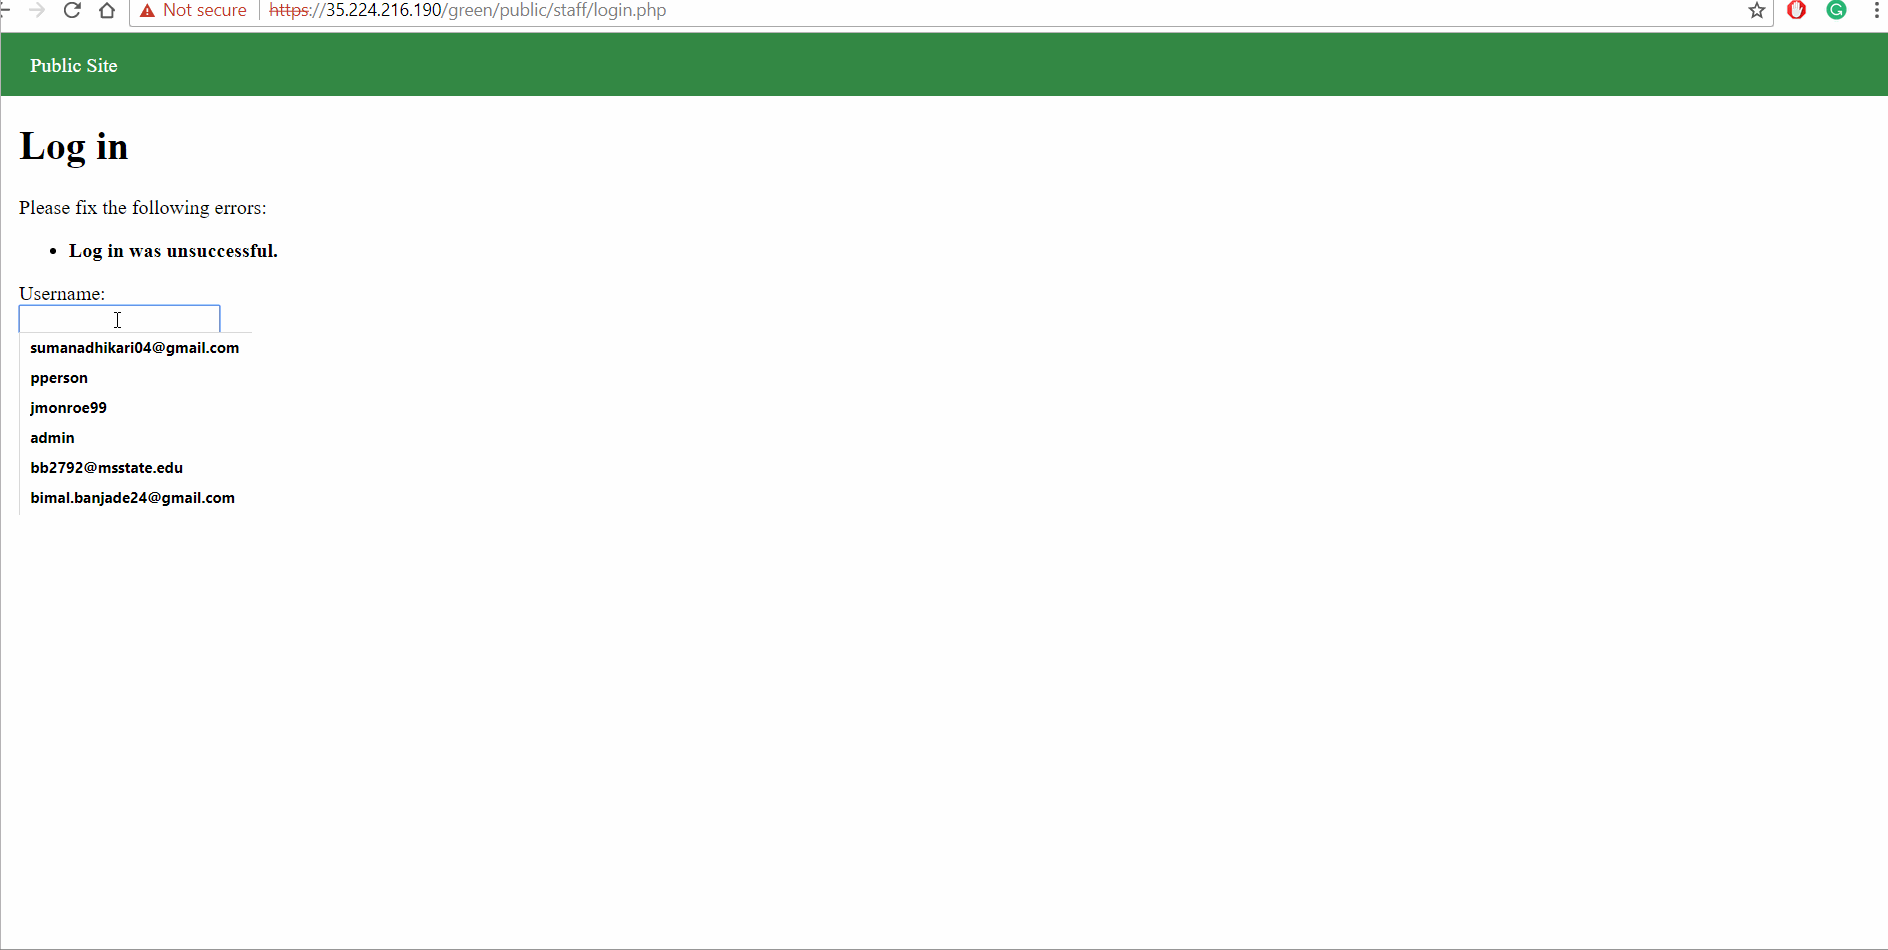 Not secure https://35.224.216.190/green/public/staff/login.php
Public Site
Log in
Please fix the following errors:
• Log in was unsuccessful.
Username:
sumanadhikari04@gmail.com
pperson
jmonroe99
admin
bb2792@msstate.edu
bimal.banjade24@gmail.com